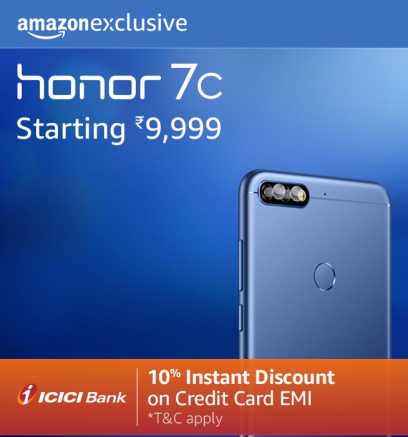 amazonexclusive
honor 7c
Starting ₹9,999
i ICICI Bank
10% Instant Discount
on Credit Card EMI
*T&C apply